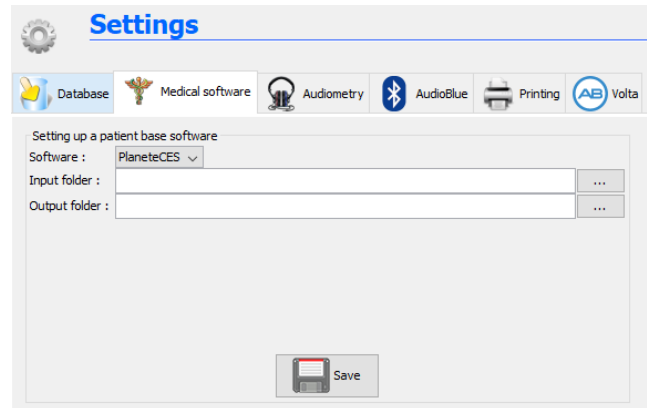 Settings
Database Medical software Audiometry AudioBlue Printing AB Volta
Setting up a patient base software
Software : PlaneteCES
Input folder : ...
Output folder : ...
Save